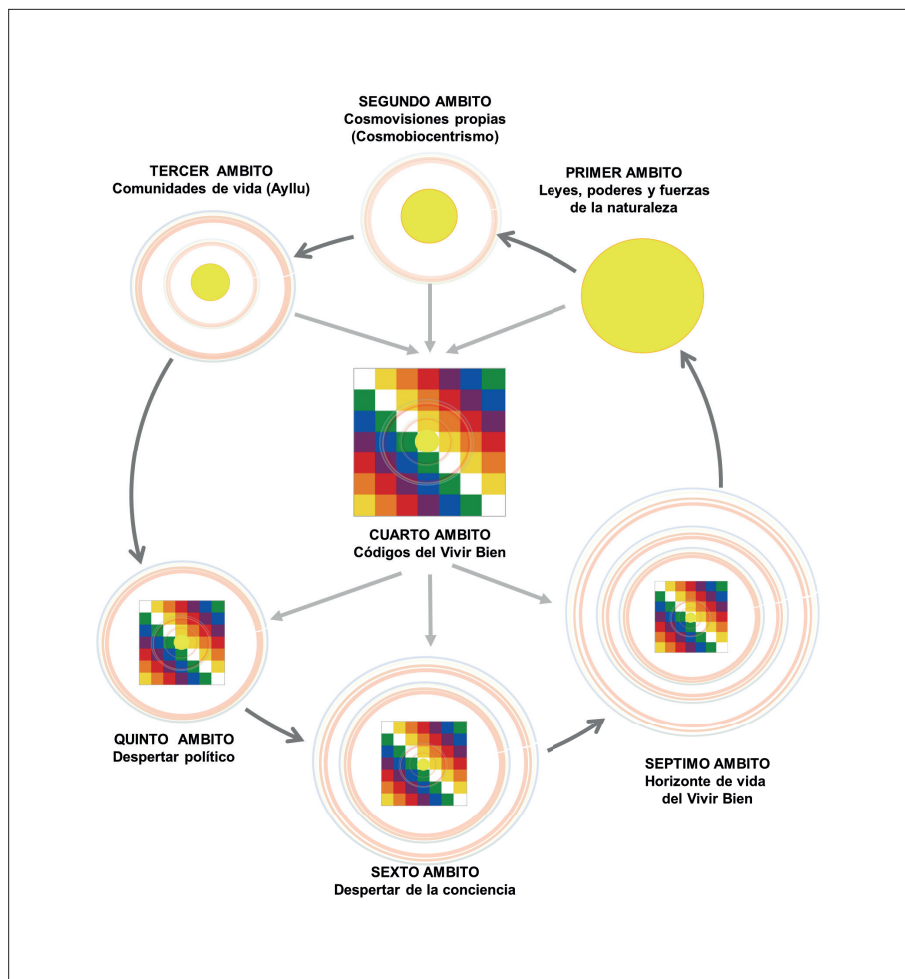 SEGUNDO AMBITO
Cosmovisiones propias
(Cosmobiocentrismo)
TERCER AMBITO
Comunidades de vida (Ayllu)
PRIMER AMBITO
Leyes, poderes y fuerzas
de la naturaleza
CUARTO AMBITO
Códigos del Vivir Bien
QUINTO AMBITO
Despertar político
SEXTO AMBITO
Despertar de la conciencia
SEPTIMO AMBITO
Horizonte de vida
del Vivir Bien